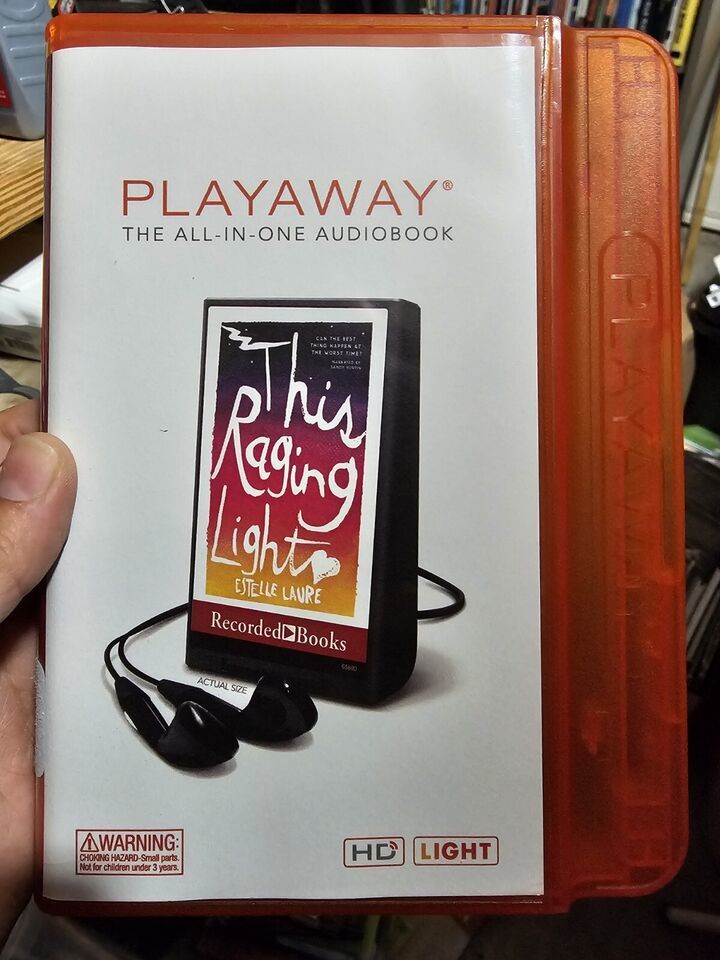 PLAYAWAY®
THE ALL-IN-ONE AUDIOBOOK
CAN THE BEST
THING HAPPEN AT
THE WORST TIME?
NARRATED BY
This
Raging
Light
ESTELLE LAURE
Recorded Books
ACTUAL SIZE
WARNING:
CHOKING HAZARD-Small parts.
Not for children under 3 years.
HD
LIGHT
PLAYAWAY